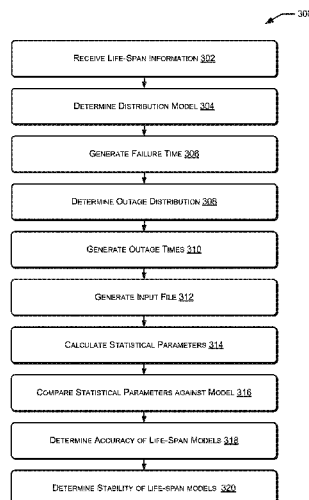 300
RECEIVE LIFE-SPAN INFORMATION 302
DETERMINE DISTRIBUTION MODEL 304
GENERATE FAILURE TIME 306
DETERMINE OUTAGE DISTRIBUTION 308
GENERATE OUTAGE TIMES 310
GENERATE INPUT FILE 312
CALCULATE STATISTICAL PARAMETERS 314
COMPARE STATISTICAL PARAMETERS AGAINST MODEL 316
DETERMINE ACCURACY OF LIFE-SPAN MODELS 318
DETERMINE STABILITY OF LIFE-SPAN MODELS 320